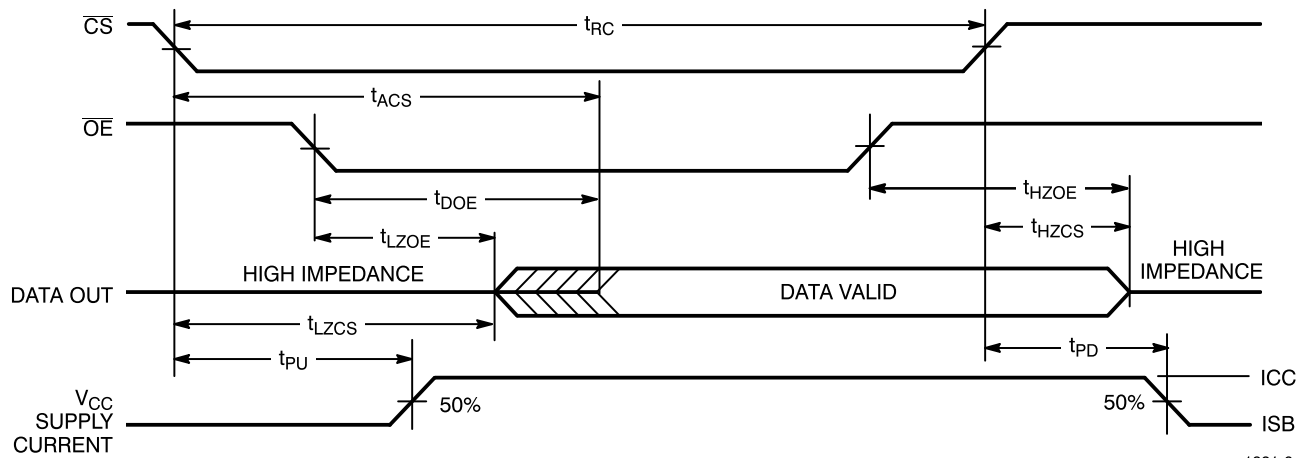 CS
tRC
tACS
OE
tDOE
tHZOE
tLZOE
tHZCS
HIGH IMPEDANCE
HIGH
IMPEDANCE
DATA OUT
DATA VALID
tLZCS
tPU
tPD
VCC
SUPPLY
CURRENT
50%
50%
ICC
ISB